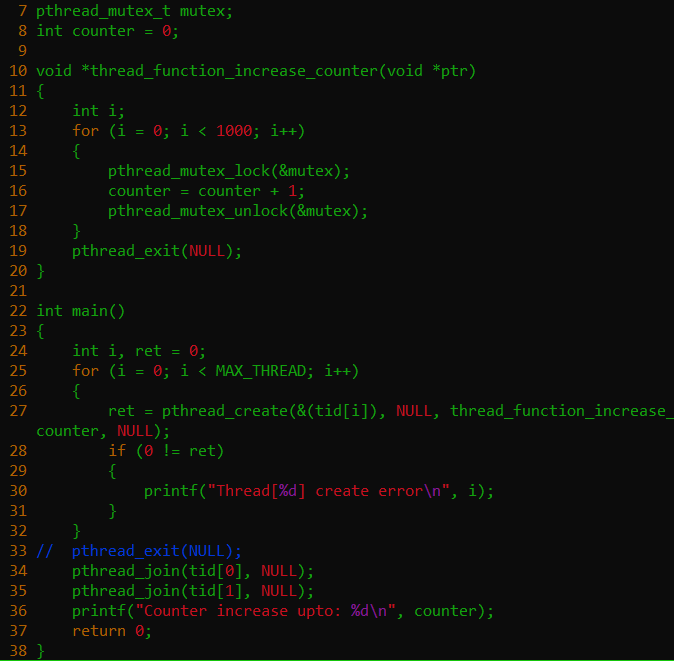 7 pthread_mutex_t mutex;
8 int counter = 0;
9
10 void *thread_function_increase_counter(void *ptr)
11 {
12     int i;
13     for (i = 0; i < 1000; i++)
14     {
15         pthread_mutex_lock(&mutex);
16         counter = counter + 1;
17         pthread_mutex_unlock(&mutex);
18     }
19     pthread_exit(NULL);
20 }
21
22 int main()
23 {
24     int i, ret = 0;
25     for (i = 0; i < MAX_THREAD; i++)
26     {
27         ret = pthread_create(&(tid[i]), NULL, thread_function_increase_
counter, NULL);
28         if (0 != ret)
29         {
30             printf("Thread[%d] create error\n", i);
31         }
32     }
33 //  pthread_exit(NULL);
34     pthread_join(tid[0], NULL);
35     pthread_join(tid[1], NULL);
36     printf("Counter increase upto: %d\n", counter);
37     return 0;
38 }